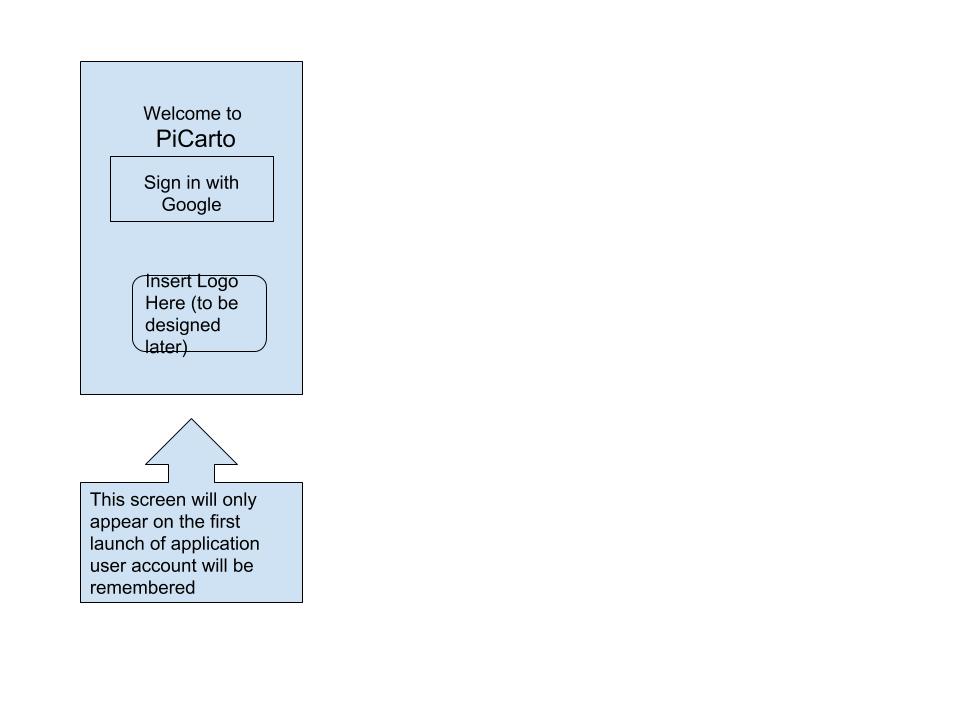 Welcome to
PiCarto
Sign in with
Google
Insert Logo
Here (to be
designed
later)
This screen will only
appear on the first
launch of application
user account will be
remembered